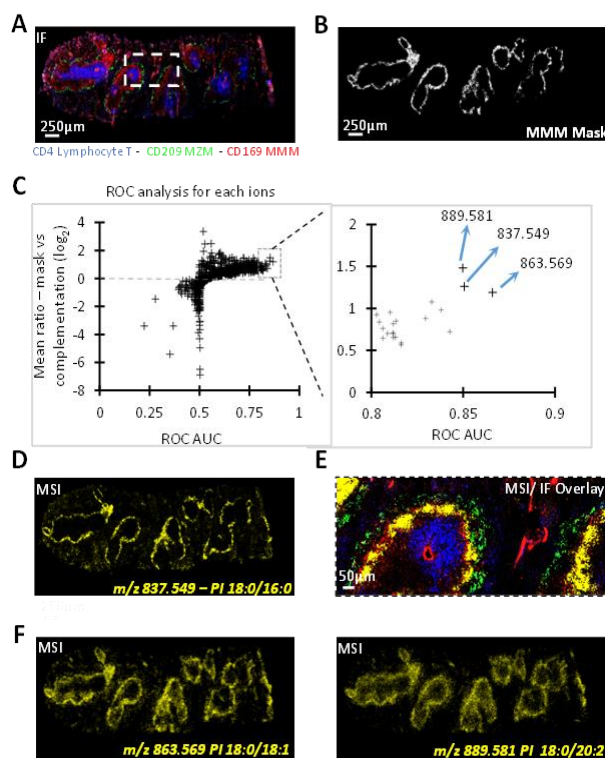 A
IF
250µm
CD4 Lymphocyte T - CD209 MZM - CD169 MMM
B
250µm
MMM Mask
C
ROC analysis for each ions
Mean ratio – mask vs
complementation (log2)
4
2
0
-2
-4
-6
-8
0
0.25
0.5
0.75
1
ROC AUC
2
1.5
1
0.5
0
0.8
0.85
0.9
ROC AUC
889.581
837.549
863.569
D
MSI
m/z 837.549 – PI 18:0/16:0
E
MSI/ IF Overlay
50µm
F
MSI
m/z 863.569 PI 18:0/18:1
MSI
m/z 889.581 PI 18:0/20:2